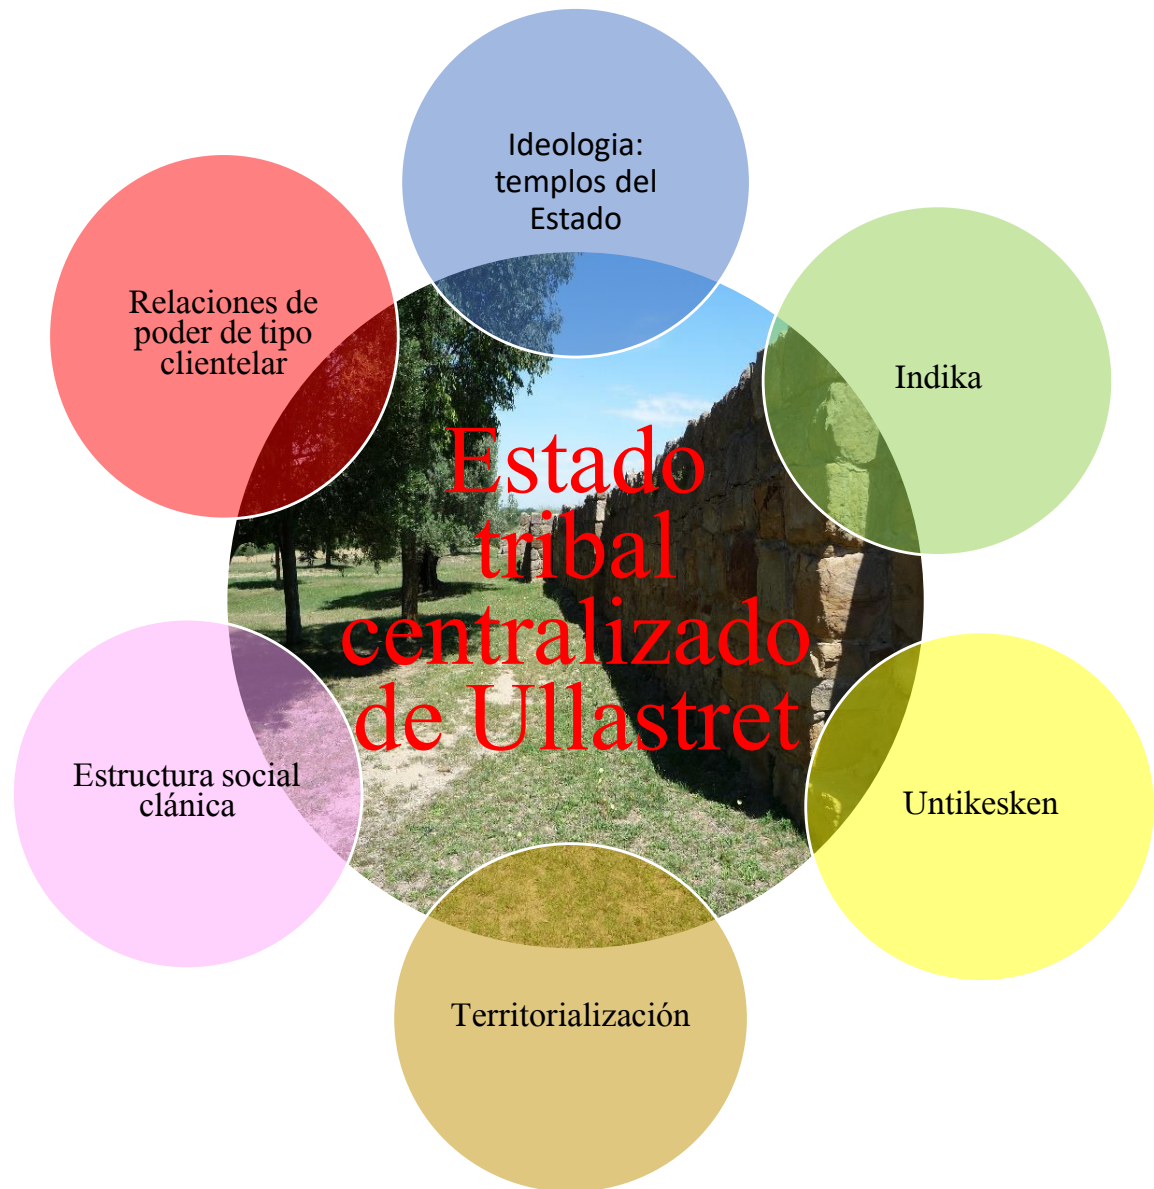 Ideologia:
templos del
Estado
Relaciones de
poder de tipo
clientelar
Indika
Estado
tribal
centralizado
de Ullastret
Estructura social
clánica
Untikesken
Territorialización